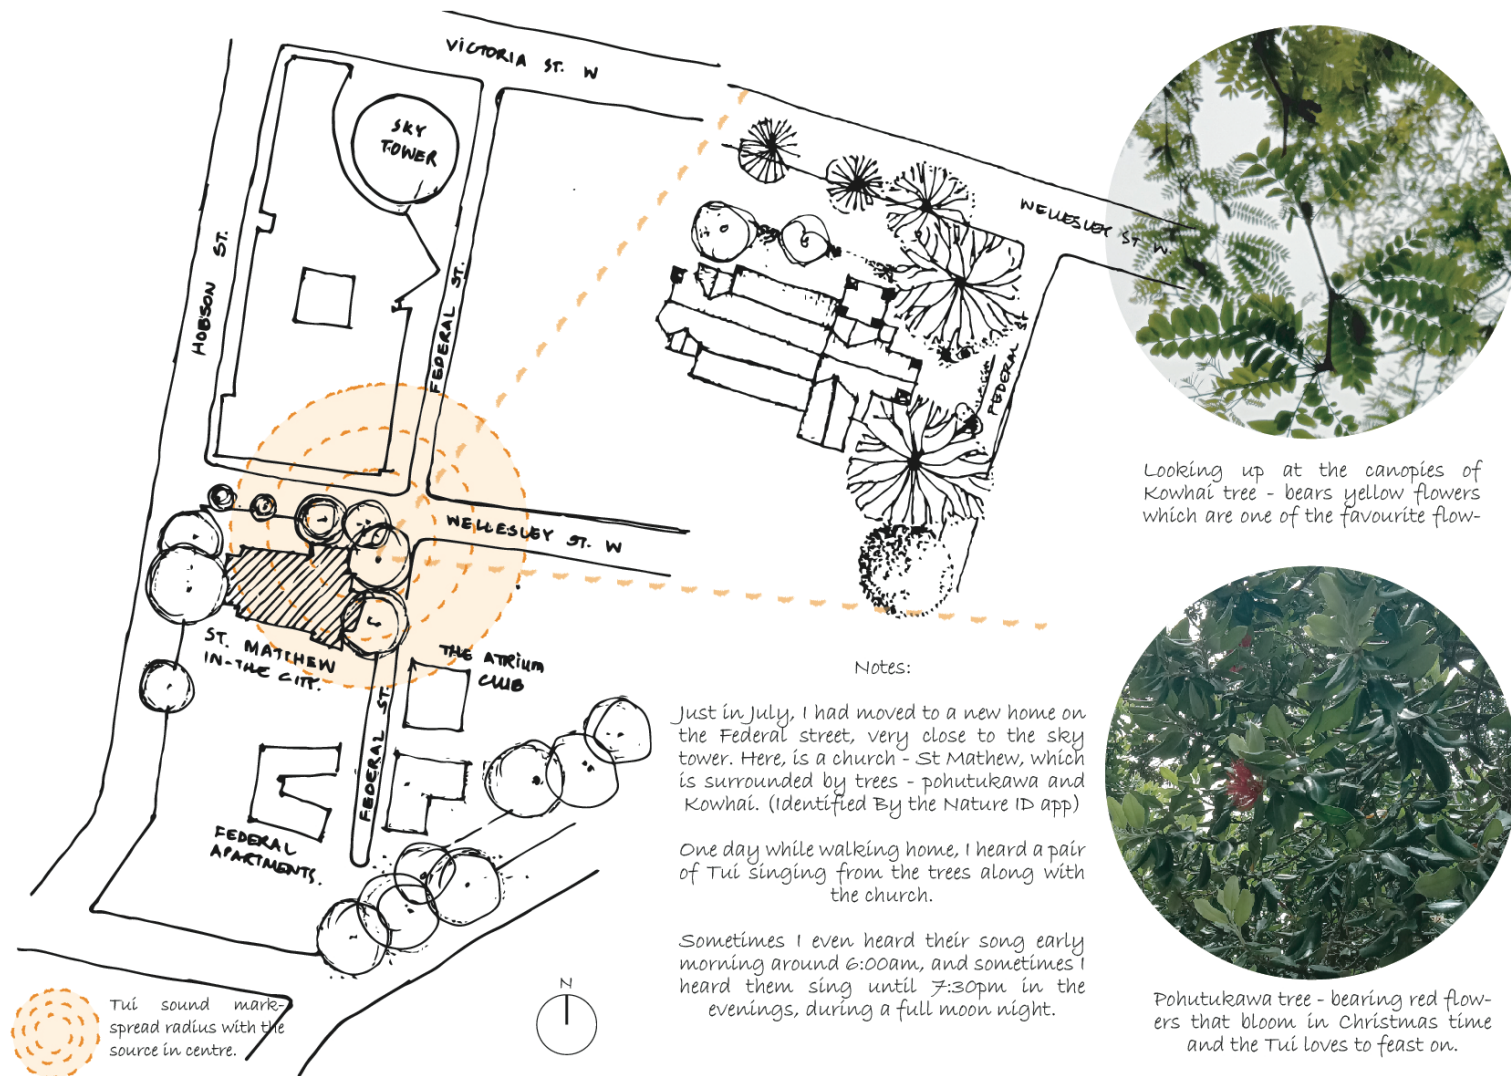 VICTORIA ST. W
SKY
TOWER
HOBSON ST.
FEDERAL ST.
WELLESLEY ST. W
FEDERAL ST
WELLESLEY ST. W
ST. MATTHEW
IN-THE CITY.
THE ATRIUM
CLUB
FEDERAL ST.
FEDERAL
APARTMENTS.
Looking up at the canopies of
Kowhai tree - bears yellow flowers
which are one of the favourite flow-
Notes:
Just in July, I had moved to a new home on
the Federal street, very close to the sky
tower. Here, is a church - St Mathew, which
is surrounded by trees - pohutukawa and
Kowhai. (Identified By the Nature ID app)
One day while walking home, I heard a pair
of Tui singing from the trees along with
the church.
Sometimes I even heard their song early
morning around 6:00am, and sometimes I
heard them sing until 7:30pm in the
evenings, during a full moon night.
Pohutukawa tree - bearing red flow-
ers that bloom in Christmas time
and the Tui loves to feast on.
Tui sound mark-
spread radius with the
source in centre.
N